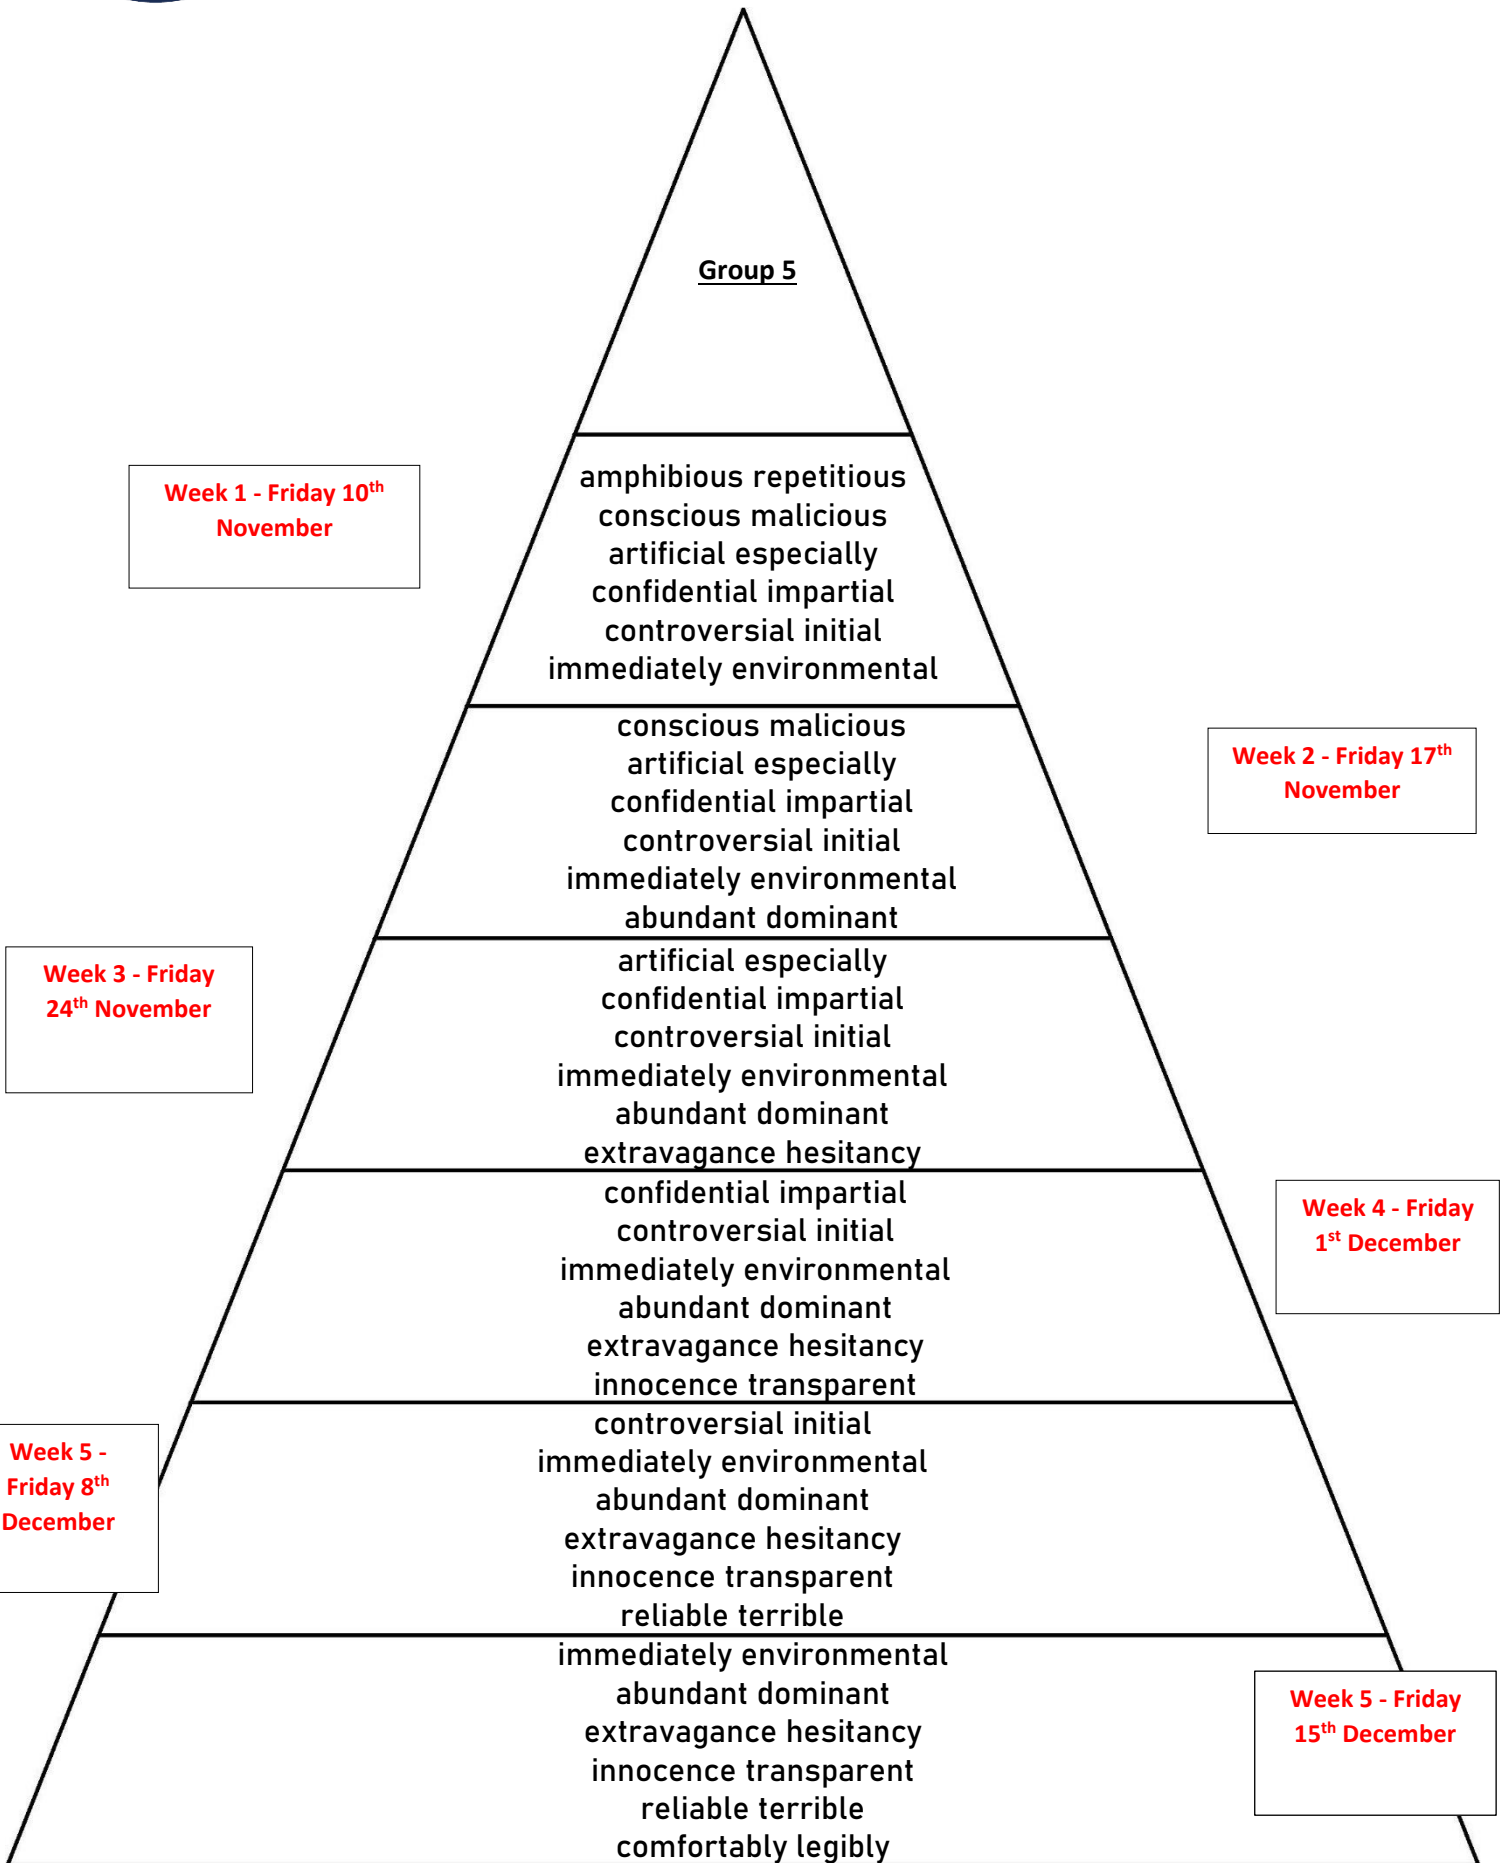 Group 5
Week 1 - Friday 10th
November
amphibious repetitious
conscious malicious
artificial especially
confidential impartial
controversial initial
immediately environmental
Week 2 - Friday 17th
November
conscious malicious
artificial especially
confidential impartial
controversial initial
immediately environmental
abundant dominant
Week 3 - Friday
24th November
artificial especially
confidential impartial
controversial initial
immediately environmental
abundant dominant
extravagance hesitancy
Week 4 - Friday
1st December
confidential impartial
controversial initial
immediately environmental
abundant dominant
extravagance hesitancy
innocence transparent
Week 5 -
Friday 8th
December
controversial initial
immediately environmental
abundant dominant
extravagance hesitancy
innocence transparent
reliable terrible
Week 5 - Friday
15th December
immediately environmental
abundant dominant
extravagance hesitancy
innocence transparent
reliable terrible
comfortably legibly